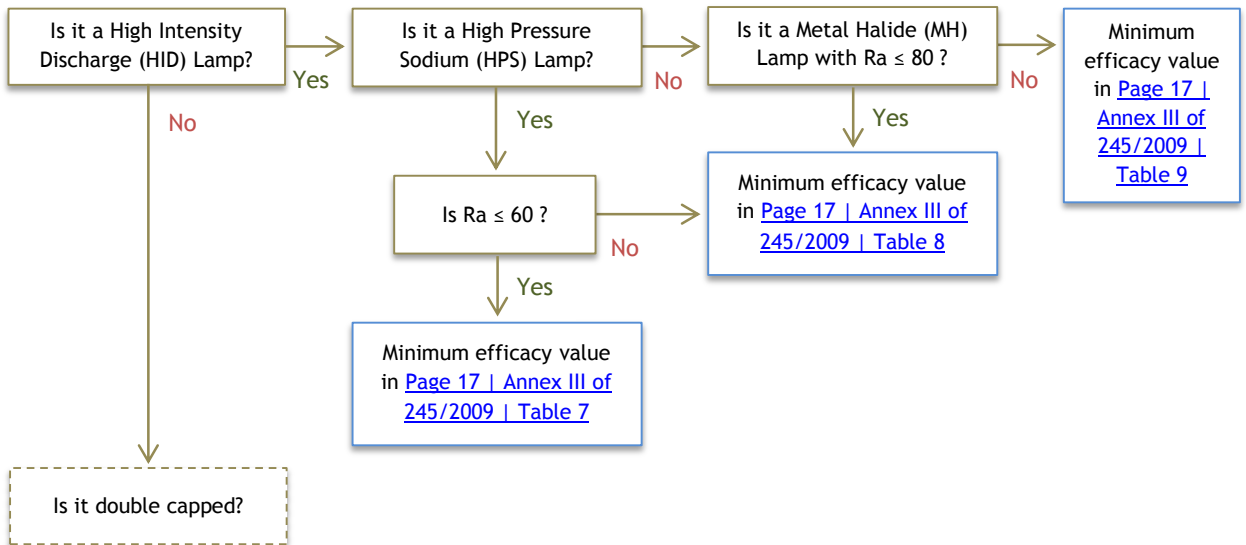 Is it a High Intensity
Discharge (HID) Lamp?
Yes
Is it a High Pressure
Sodium (HPS) Lamp?
No
Is it a Metal Halide (MH)
Lamp with Ra ≤ 80 ?
No
Minimum
efficacy value
in Page 17 |
Annex III of
245/2009 |
Table 9
No
Yes
Yes
Is Ra ≤ 60 ?
No
Minimum efficacy value
in Page 17 | Annex III of
245/2009 | Table 8
Yes
Minimum efficacy value
in Page 17 | Annex III of
245/2009 | Table 7
Is it double capped?